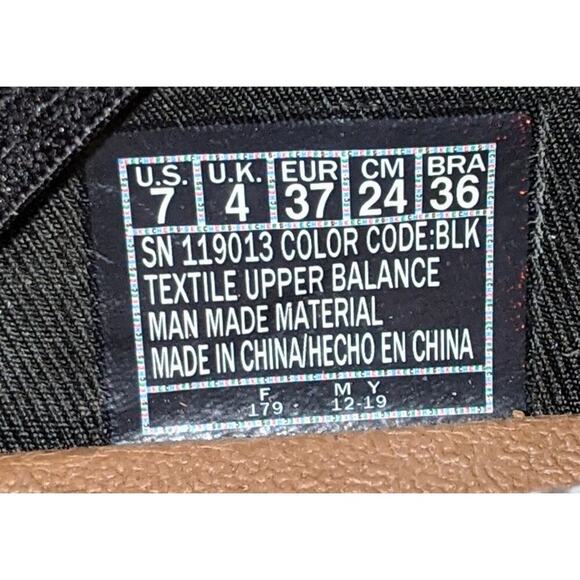 U.S. U.K. EUR CM BRA
7 4 37 24 36
SN 119013 COLOR CODE:BLK
TEXTILE UPPER BALANCE
MAN MADE MATERIAL
MADE IN CHINA/HECHO EN CHINA
F M Y
179 12-19